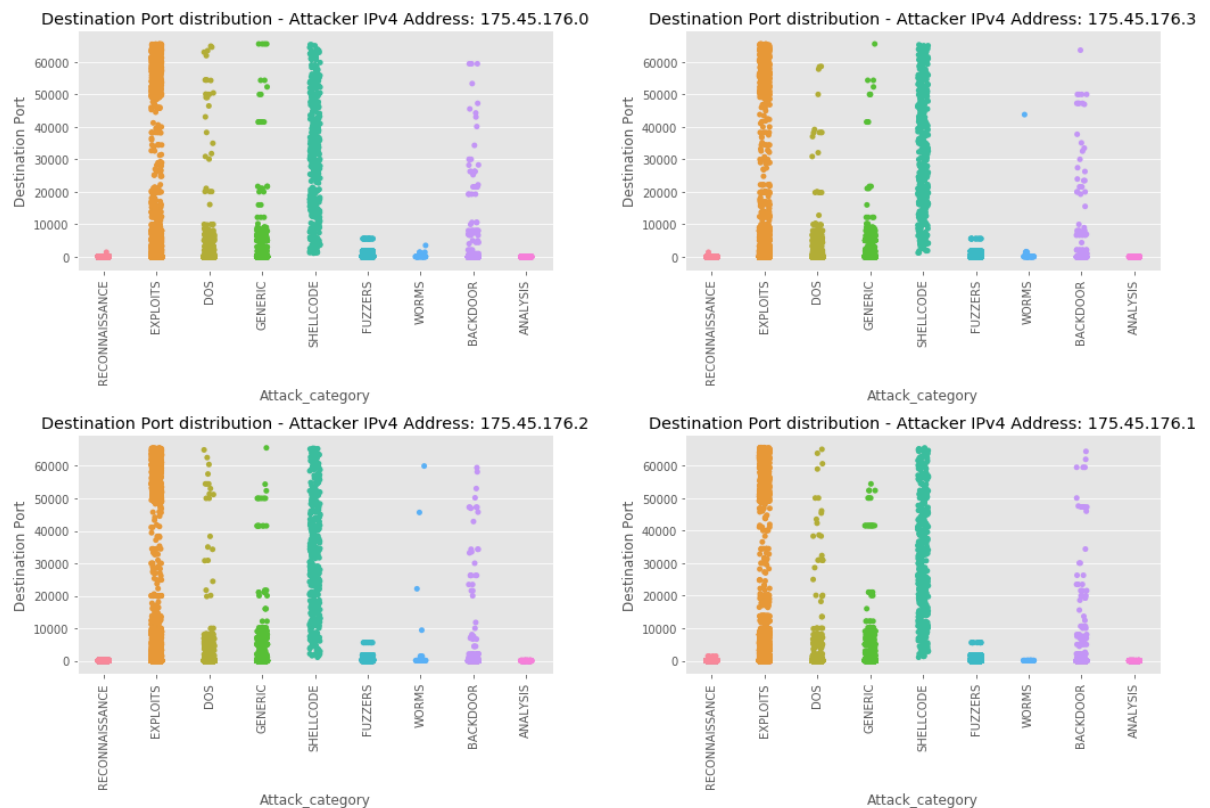 Destination Port distribution - Attacker IPv4 Address: 175.45.176.0
Destination Port
60000
50000
40000
30000
20000
10000
0
RECONNAISSANCE
EXPLOITS
DOS
GENERIC
SHELLCODE
FUZZERS
WORMS
BACKDOOR
ANALYSIS
Attack_category
Destination Port distribution - Attacker IPv4 Address: 175.45.176.3
Destination Port
60000
50000
40000
30000
20000
10000
0
RECONNAISSANCE
EXPLOITS
DOS
GENERIC
SHELLCODE
FUZZERS
WORMS
BACKDOOR
ANALYSIS
Attack_category
Destination Port distribution - Attacker IPv4 Address: 175.45.176.2
Destination Port
60000
50000
40000
30000
20000
10000
0
RECONNAISSANCE
EXPLOITS
DOS
GENERIC
SHELLCODE
FUZZERS
WORMS
BACKDOOR
ANALYSIS
Attack_category
Destination Port distribution - Attacker IPv4 Address: 175.45.176.1
Destination Port
60000
50000
40000
30000
20000
10000
0
RECONNAISSANCE
EXPLOITS
DOS
GENERIC
SHELLCODE
FUZZERS
WORMS
BACKDOOR
ANALYSIS
Attack_category